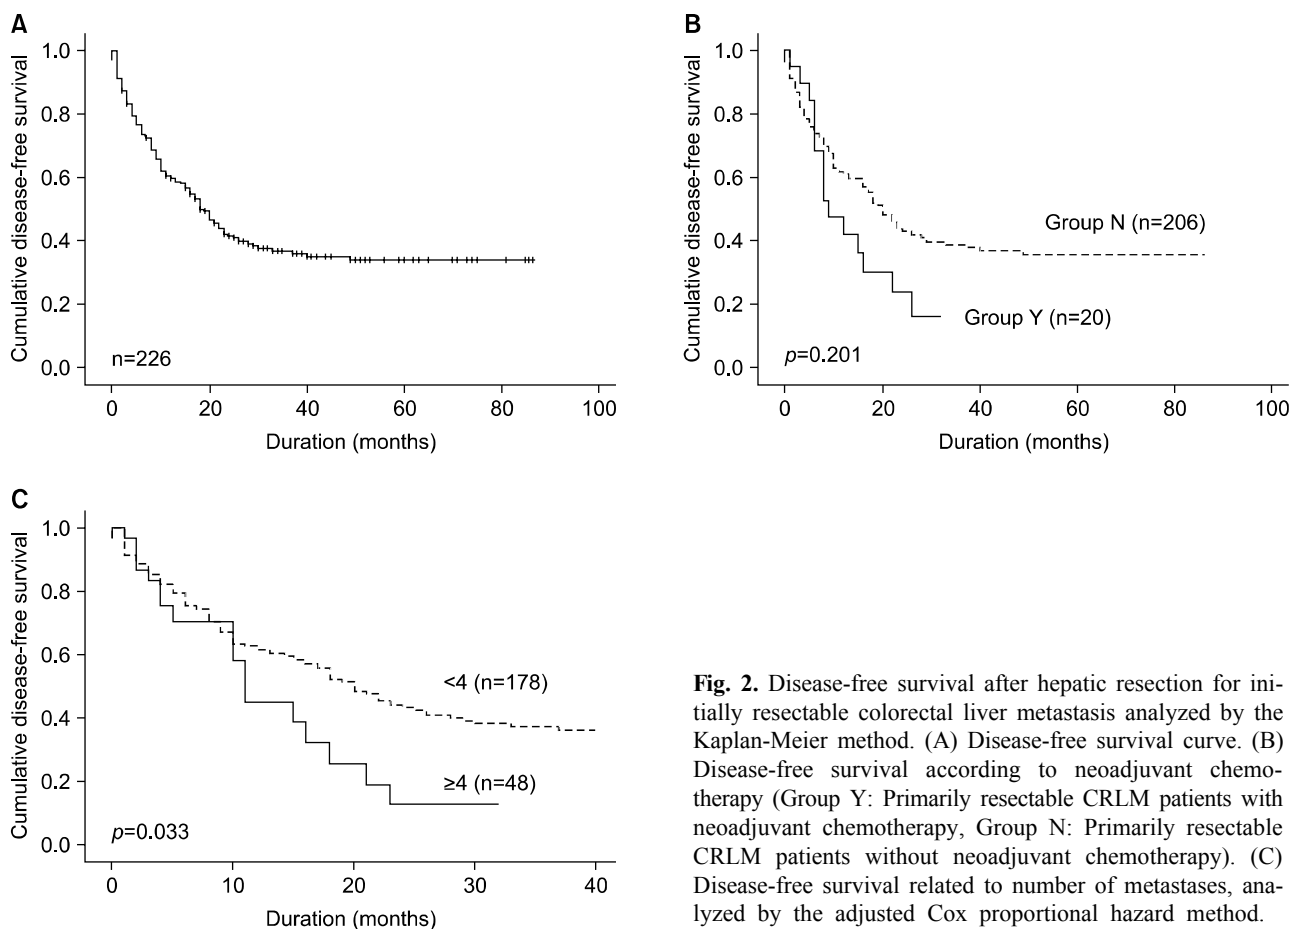 A
Cumulative disease-free survival
1.0
0.8
0.6
0.4
0.2
0.0
n=226
0 20 40 60 80 100
Duration (months)
B
Cumulative disease-free survival
1.0
0.8
0.6
0.4
0.2
0.0
Group N (n=206)
Group Y (n=20)
p=0.201
0 20 40 60 80 100
Duration (months)
C
Cumulative disease-free survival
1.0
0.8
0.6
0.4
0.2
0.0
<4 (n=178)
≥4 (n=48)
p=0.033
0 10 20 30 40
Duration (months)
Fig. 2. Disease-free survival after hepatic resection for ini-
tially resectable colorectal liver metastasis analyzed by the
Kaplan-Meier method. (A) Disease-free survival curve. (B)
Disease-free survival according to neoadjuvant chemo-
therapy (Group Y: Primarily resectable CRLM patients with
neoadjuvant chemotherapy, Group N: Primarily resectable
CRLM patients without neoadjuvant chemotherapy). (C)
Disease-free survival related to number of metastases, ana-
lyzed by the adjusted Cox proportional hazard method.